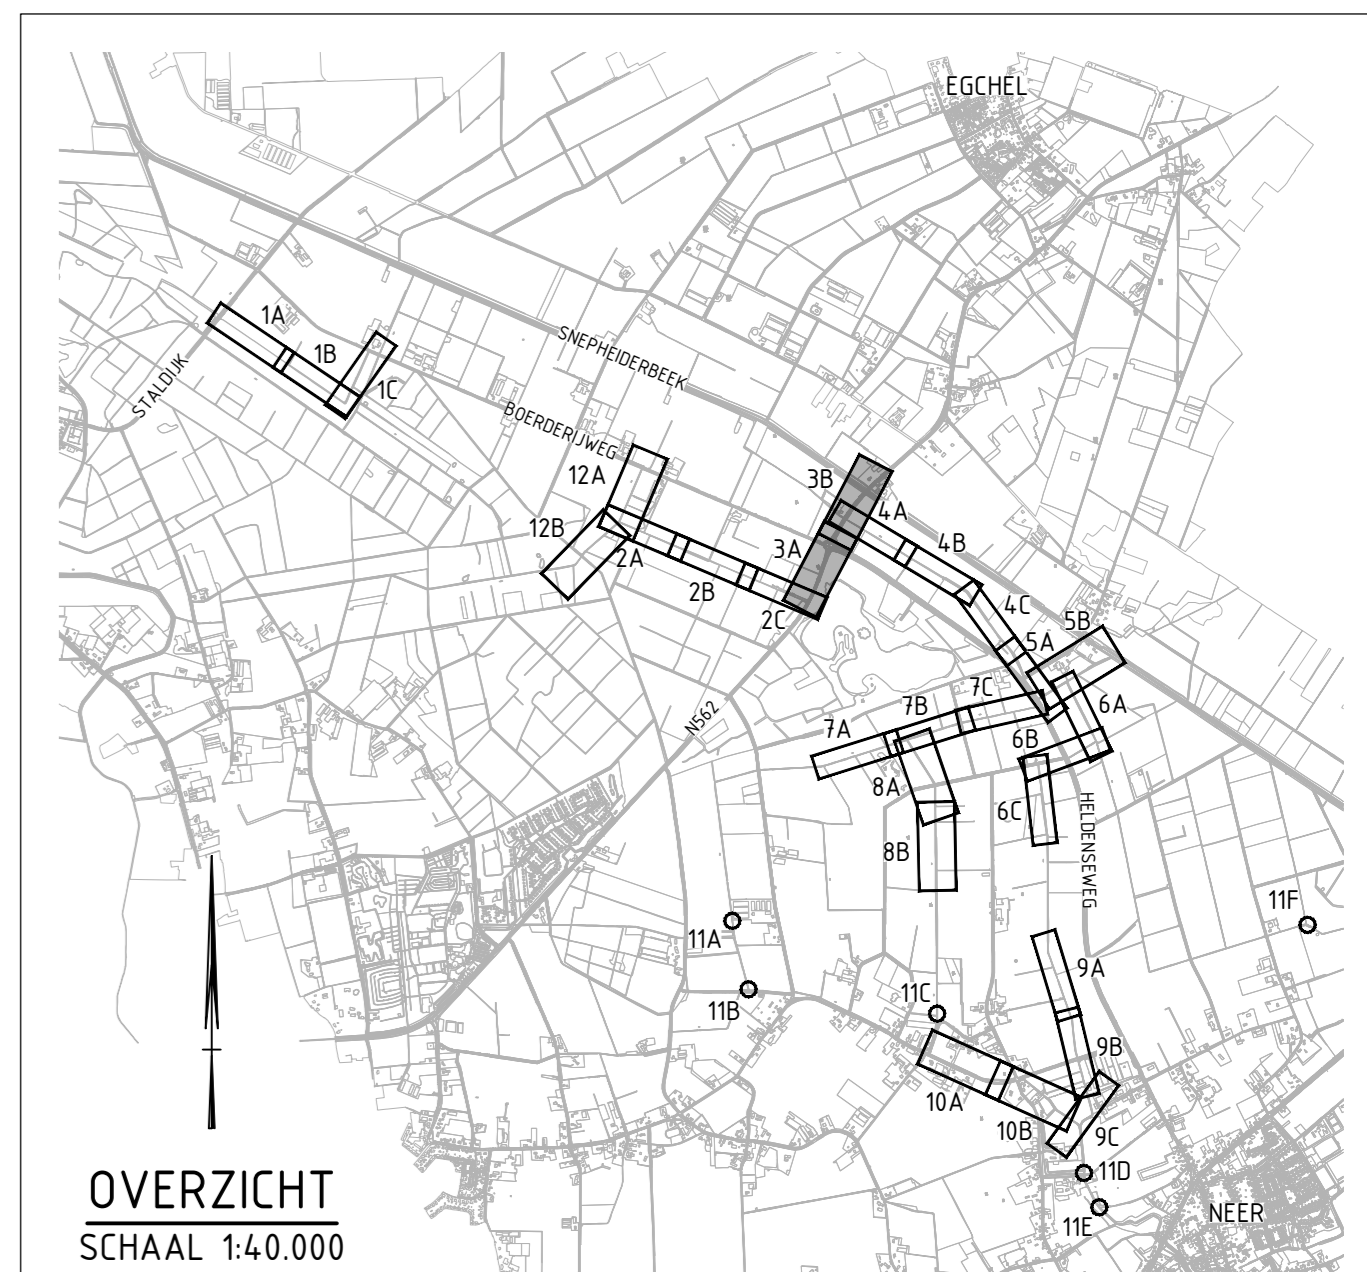 EGCHEL
1A
1B
1C
STALDIJK
SNEPHEIDERBEEK
BOERDERIJWEG
12A
12B
2A
2B
2C
3B
3A
4A
4B
4C
5A
5B
N562
7A
7B
7C
6A
6B
6C
8A
8B
HELDENSEWEG
11A
11B
11C
11F
9A
9B
9C
10A
10B
11D
11E
NEER
OVERZICHT
SCHAAL 1:40.000